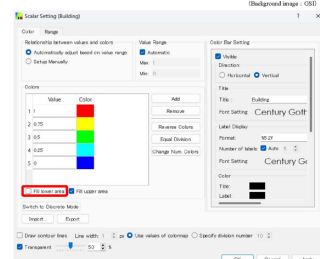 (Background image : GSI)
Scalar Setting (Building)
? X
Color Range
Relationship between values and colors
Automatically adjust based on value range
Setup Manually
Value Range
Automatic
Max: 1
Min: 0
Color Bar Setting
Visible
Direction
Horizontal Vertical
Title
Title: Building
Font Setting Century Goth
Label Display
Format: %5.2f
Number of labels: Auto 5
Font Setting Century Go
Color
Title:
Label:
Colors
Value Color
1
2 0.75
3 0.5
4 0.25
5 0
Add
Remove
Reverse Colors
Equal Division
Change Num. Colors
Fill lower area Fill upper area
Switch to Discrete Mode
Import... Export
Draw contour lines Line width: 1 px Use values of colormap Specify division number 10
Transparent 50 %